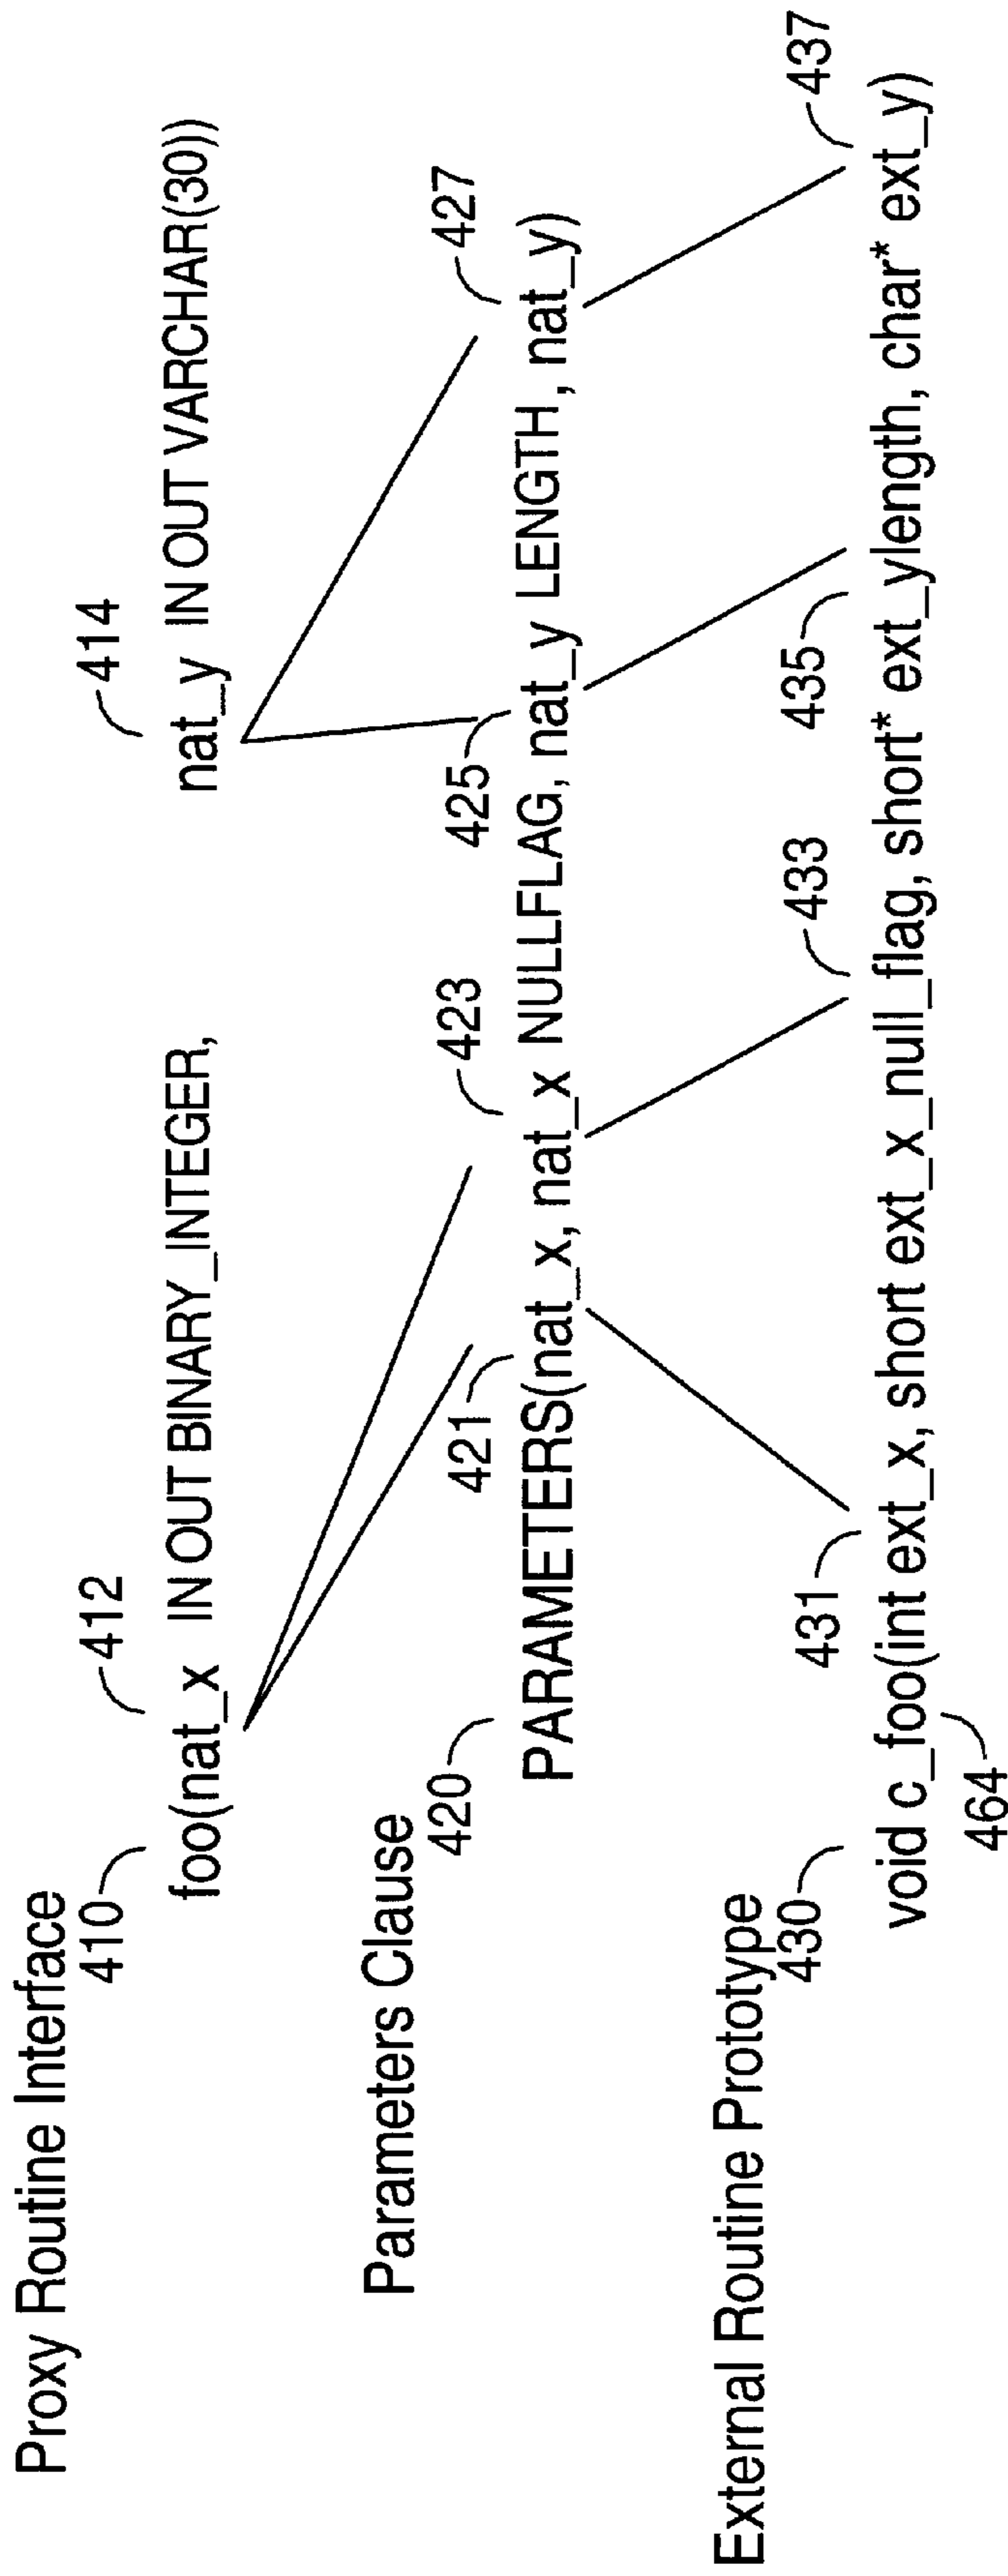 Proxy Routine Interface
410
412
414
foo(nat_x IN OUT BINARY_INTEGER, nat_y IN OUT VARCHAR(30))
Parameters Clause
420
421
423
425
427
PARAMETERS(nat_x, nat_x NULLFLAG, nat_y LENGTH, nat_y)
External Routine Prototype
430
431
433
435
437
void c_foo(int ext_x, short ext_x_null_flag, short* ext_ylength, char* ext_y)
464